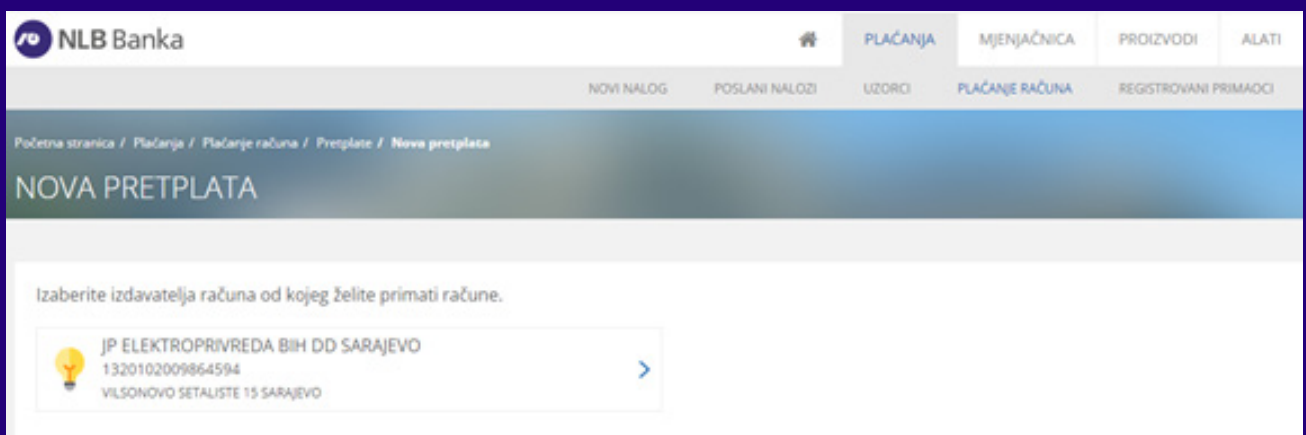 NLB Banka
PLAĆANJA MJENJAČNICA PROIZVODI ALATI
NOVI NALOG POSLANI NALOZI UZORCI PLAĆANJE RAČUNA REGISTROVANI PRIMAOCI
Početna stranica / Plaćanja / Plaćanje računa / Pretplate / Nova pretplata
NOVA PRETPLATA
Izaberite izdavatelja računa od kojeg želite primati račune.
JP ELEKTROPRIVREDA BIH DD SARAJEVO
1320102009864594
VILSONOVO SETALISTE 15 SARAJEVO